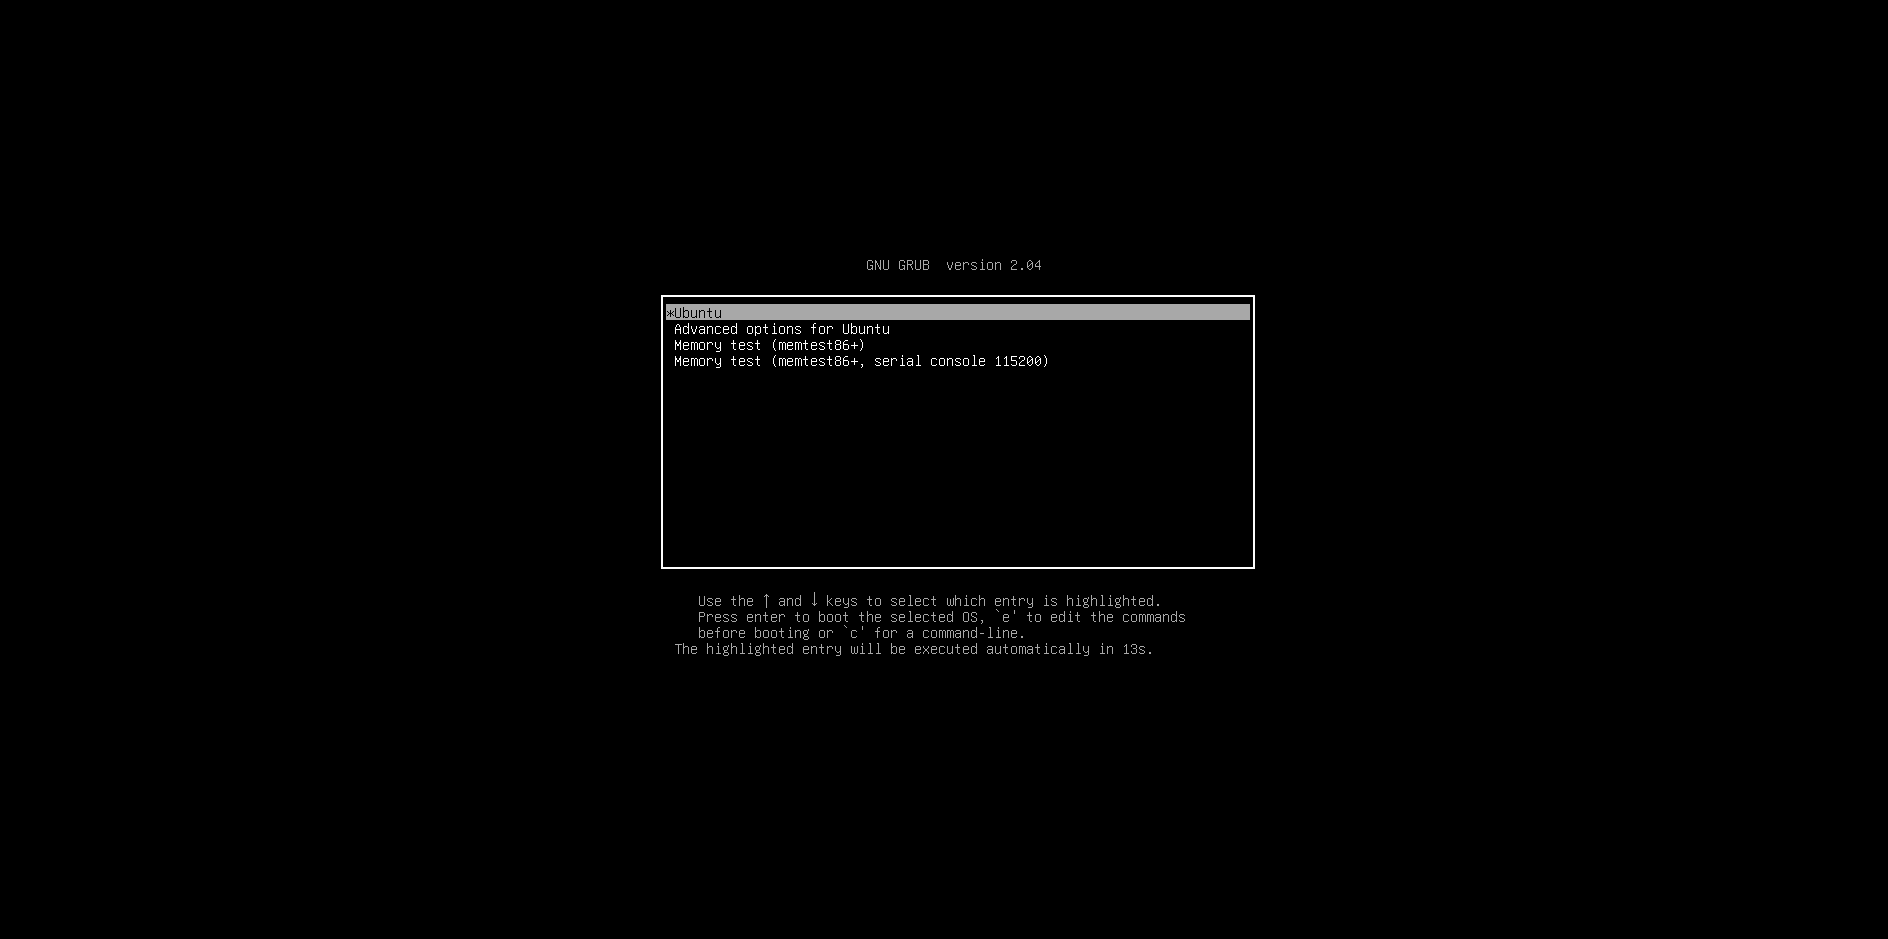 GNU GRUB  version 2.04
*Ubuntu
Advanced options for Ubuntu
Memory test (memtest86+)
Memory test (memtest86+, serial console 115200)
Use the ↑ and ↓ keys to select which entry is highlighted.
Press enter to boot the selected OS, `e' to edit the commands
before booting or `c' for a command-line.
The highlighted entry will be executed automatically in 13s.